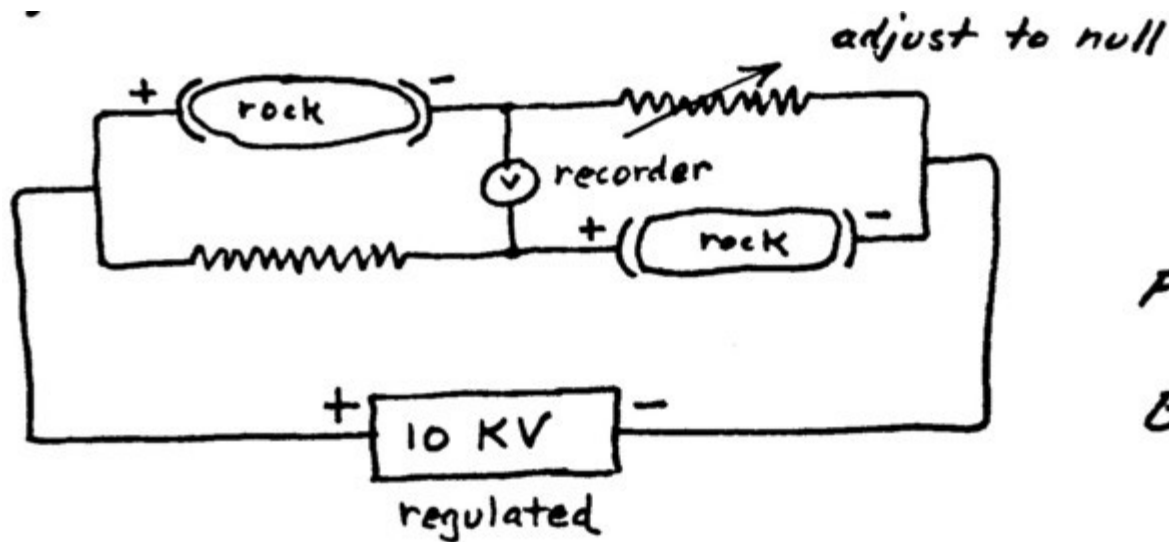 adjust to null
+ rock -
V recorder
+ rock -
+ 10 KV -
regulated